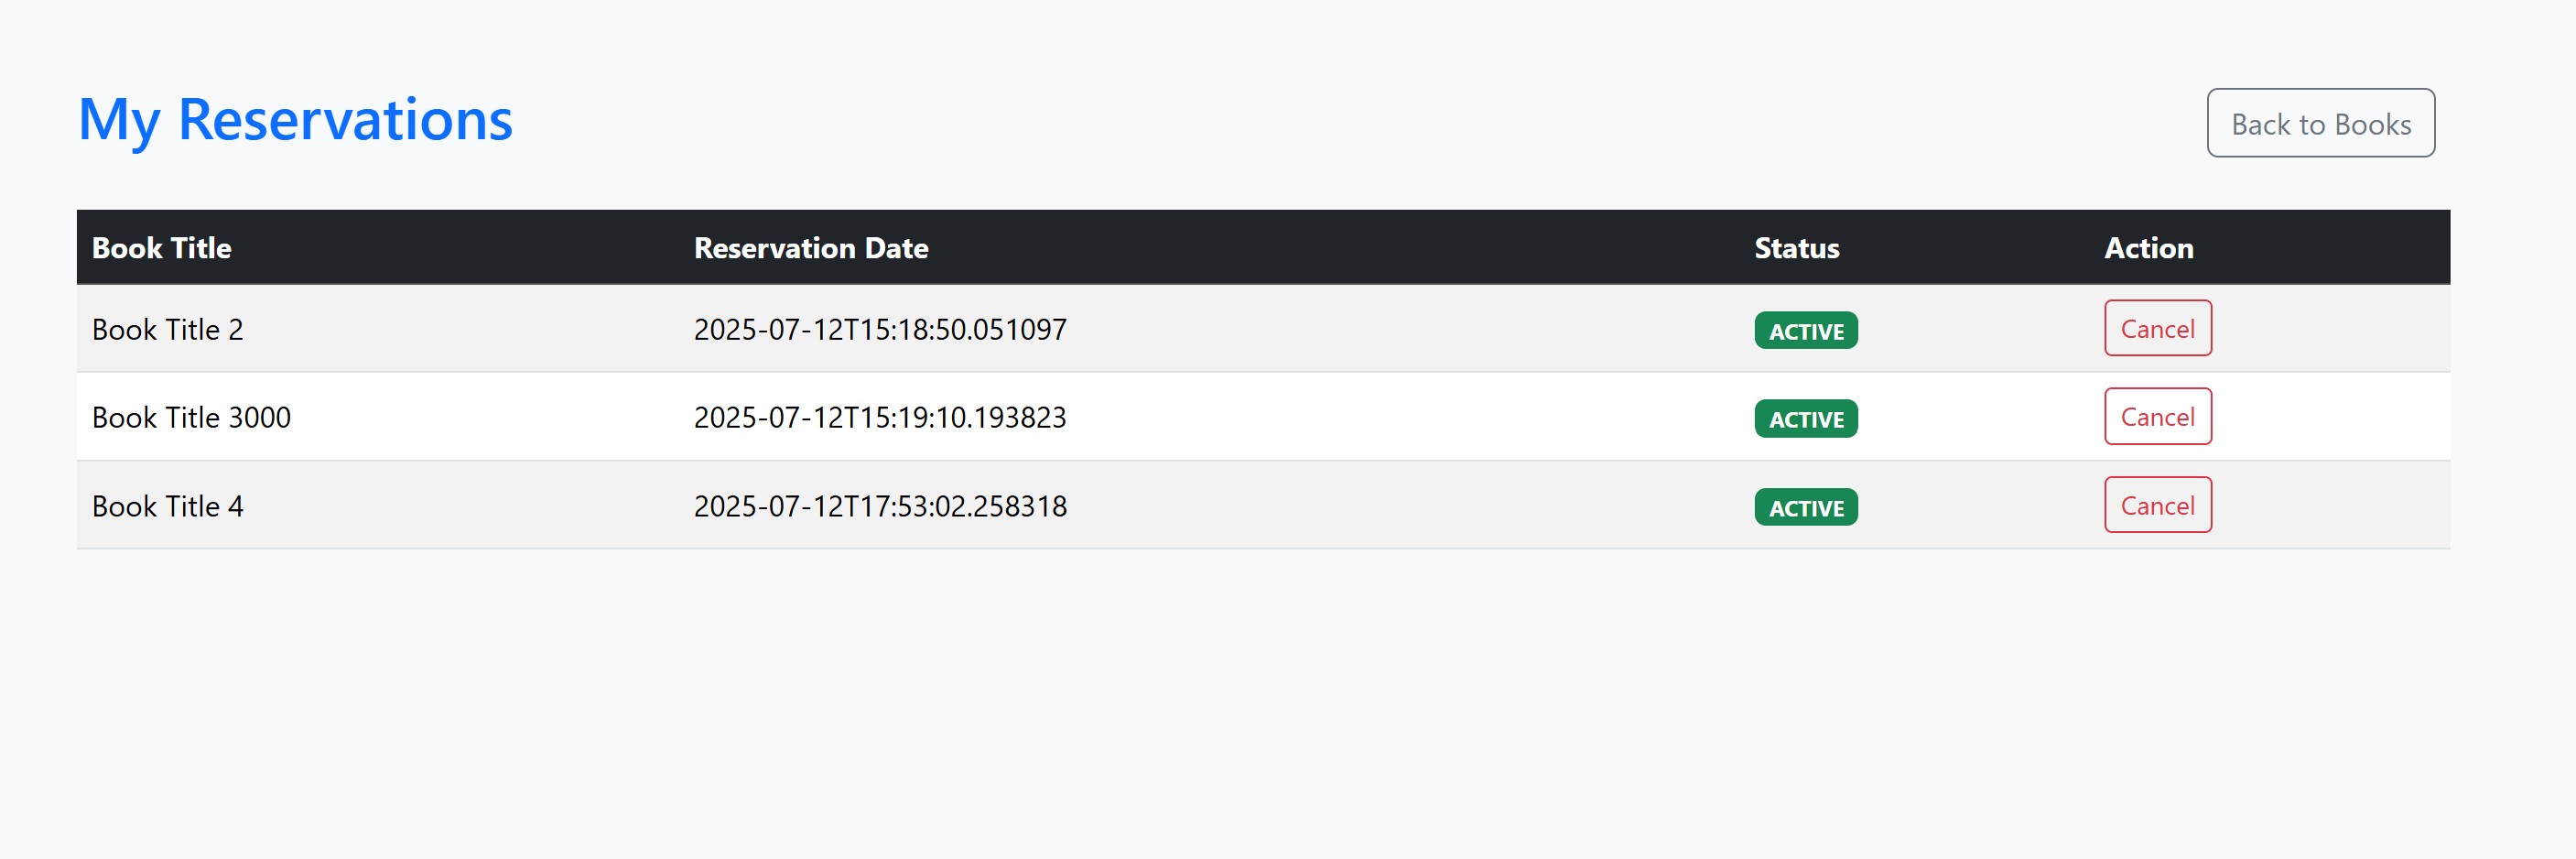 My Reservations
Back to Books
Book Title Reservation Date Status Action
Book Title 2 2025-07-12T15:18:50.051097 ACTIVE Cancel
Book Title 3000 2025-07-12T15:19:10.193823 ACTIVE Cancel
Book Title 4 2025-07-12T17:53:02.258318 ACTIVE Cancel